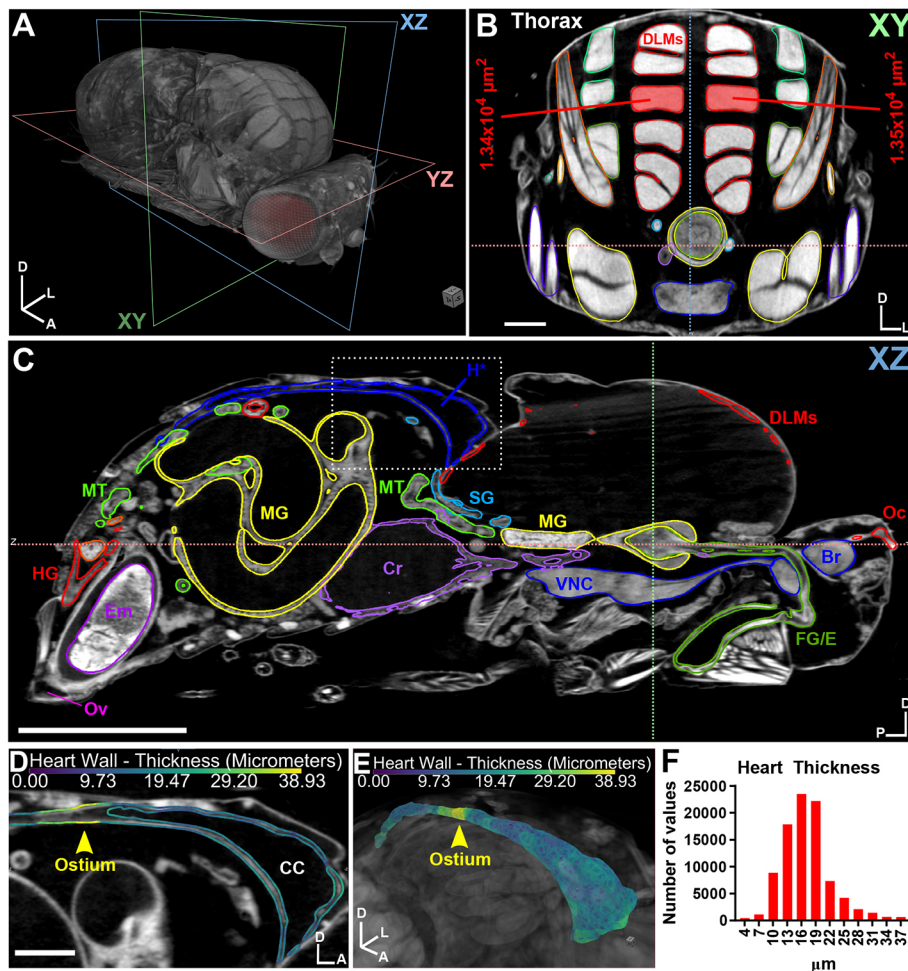 A
XZ
YZ
XY
D
L
A
B
Thorax
XY
DLMs
1.34x10⁴ µm²
1.35x10⁴ µm²
D
L
C
XZ
H*
DLMs
MT
MT
SG
MG
MG
Oc
Br
Cr
VNC
HG
Em
FG/E
Ov
Z
D
P
D
Heart Wall - Thickness (Micrometers)
0.00 9.73 19.47 29.20 38.93
Ostium
CC
D
A
E
Heart Wall - Thickness (Micrometers)
0.00 9.73 19.47 29.20 38.93
Ostium
D
L
A
F
Heart Thickness
Number of values
25000
20000
15000
10000
5000
0
4 7 10 13 16 19 22 25 28 31 34 37
µm